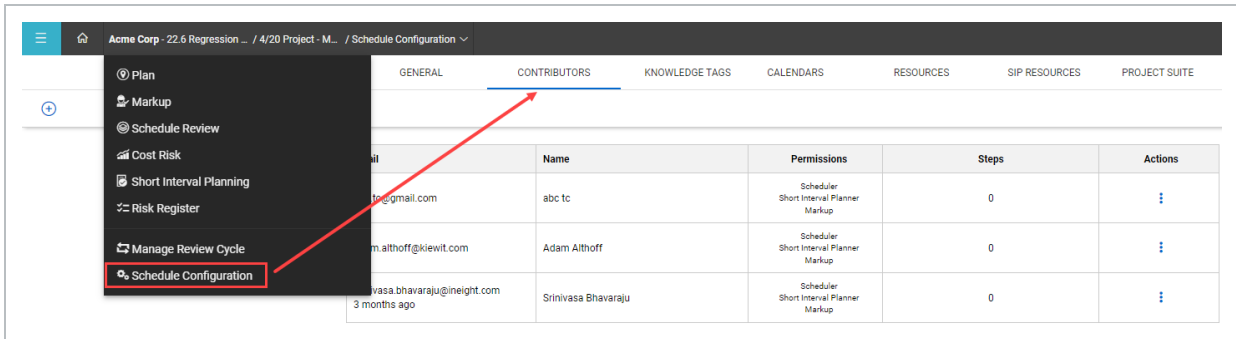 Acme Corp - 22.6 Regression ... / 4/20 Project - M... / Schedule Configuration
GENERAL CONTRIBUTORS KNOWLEDGE TAGS CALENDARS RESOURCES SIP RESOURCES PROJECT SUITE
Plan
Markup
Schedule Review
Cost Risk
Short Interval Planning
Risk Register
Manage Review Cycle
Schedule Configuration
Name Permissions Steps Actions
@gmail.com abc tc Scheduler 0
Short Interval Planner
Markup
m.althoff@kiewit.com Adam Althoff Scheduler 0
Short Interval Planner
Markup
ivasa.bhavaraju@ineight.com Srinivasa Bhavaraju Scheduler 0
3 months ago Short Interval Planner
Markup